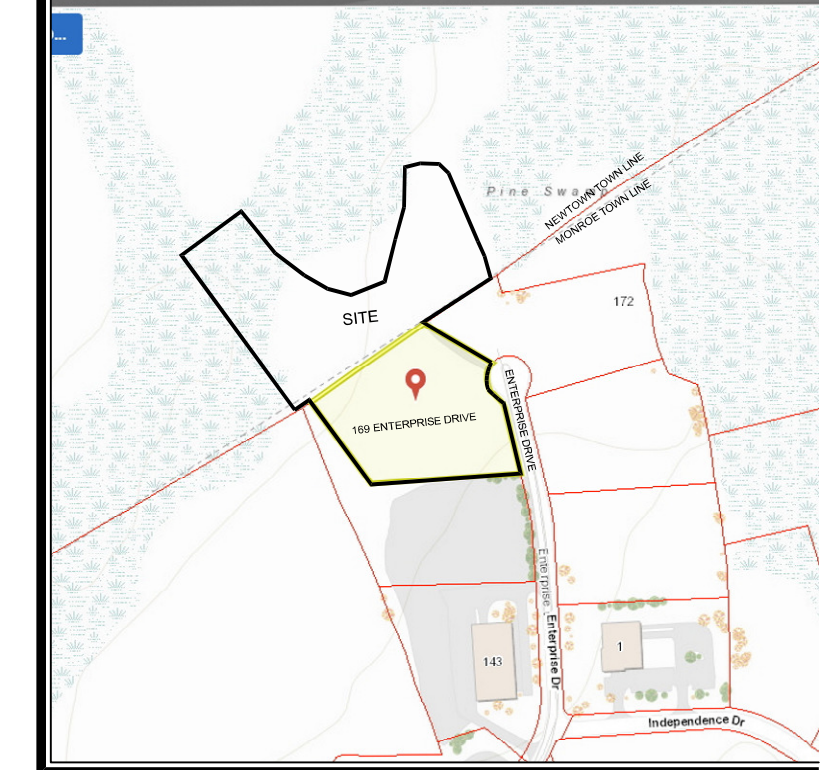 ...
Pine Swamp
NEWTOWN TOWN LINE
MONROE TOWN LINE
172
SITE
169 ENTERPRISE DRIVE
ENTERPRISE DRIVE
Enterprise
Enterprise Dr
143
1
Independence Dr